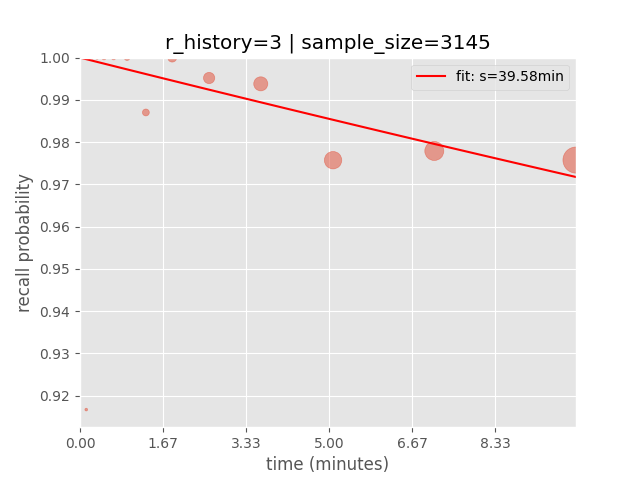 r_history=3 | sample_size=3145
fit: s=39.58min
1.00
0.99
0.98
0.97
0.96
0.95
0.94
0.93
0.92
recall probability
0.00 1.67 3.33 5.00 6.67 8.33
time (minutes)